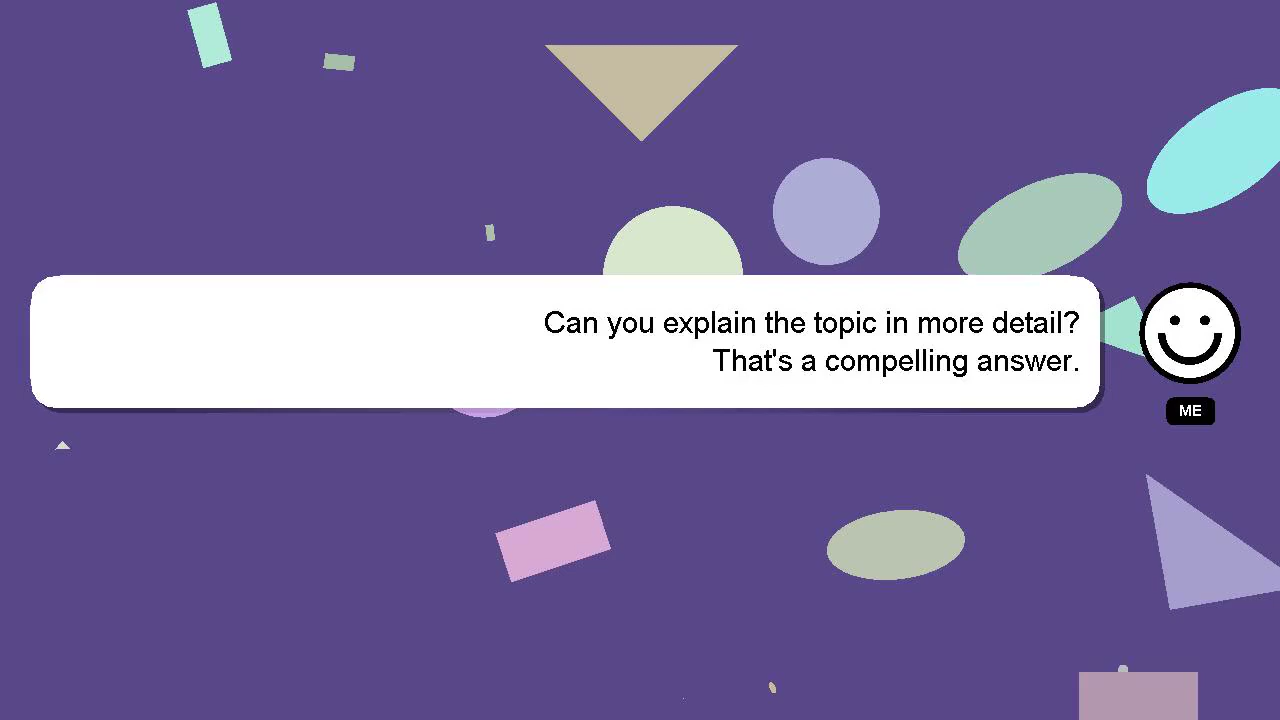 Can you explain the topic in more detail?
That's a compelling answer.
ME